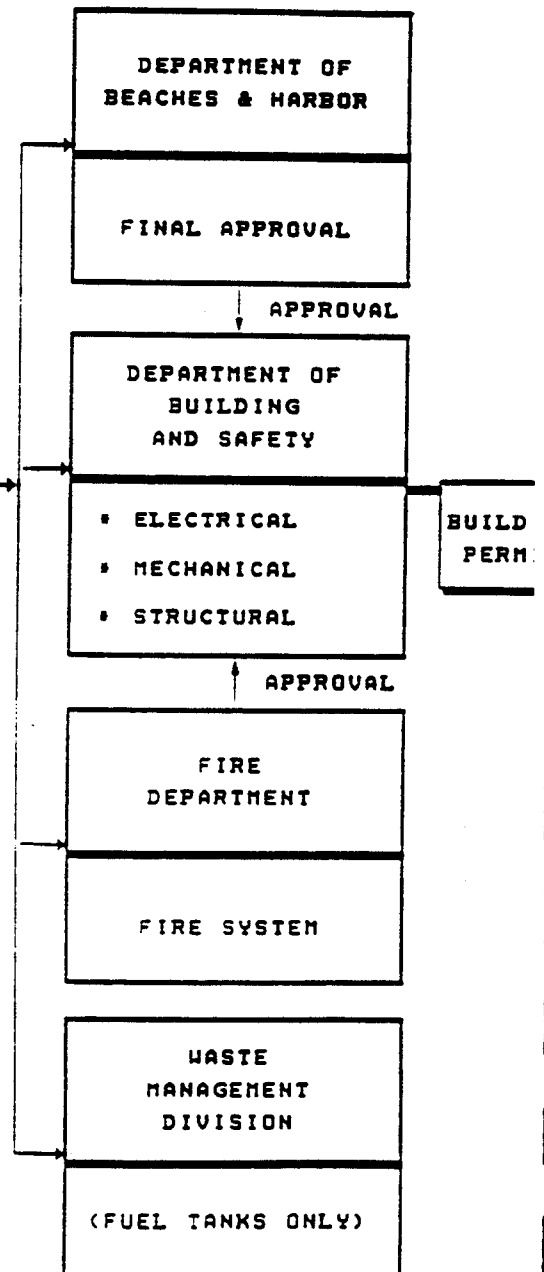 DEPARTMENT OF
BEACHES & HARBOR
FINAL APPROVAL
APPROVAL
DEPARTMENT OF
BUILDING
AND SAFETY
* ELECTRICAL
* MECHANICAL
* STRUCTURAL
BUILD
PERM
APPROVAL
FIRE
DEPARTMENT
FIRE SYSTEM
WASTE
MANAGEMENT
DIVISION
(FUEL TANKS ONLY)